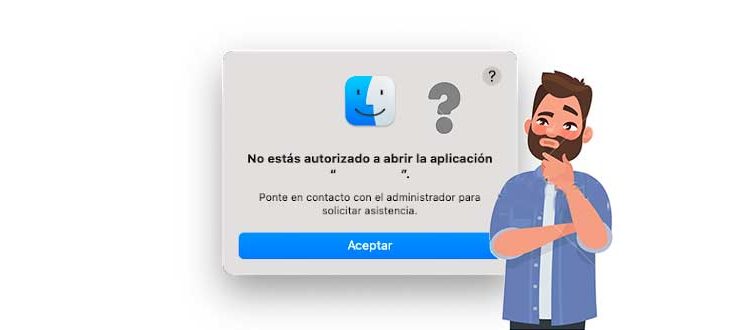 ?
?
No estás autorizado a abrir la aplicación
“ ”.
Ponte en contacto con el administrador para
solicitar asistencia.
Aceptar